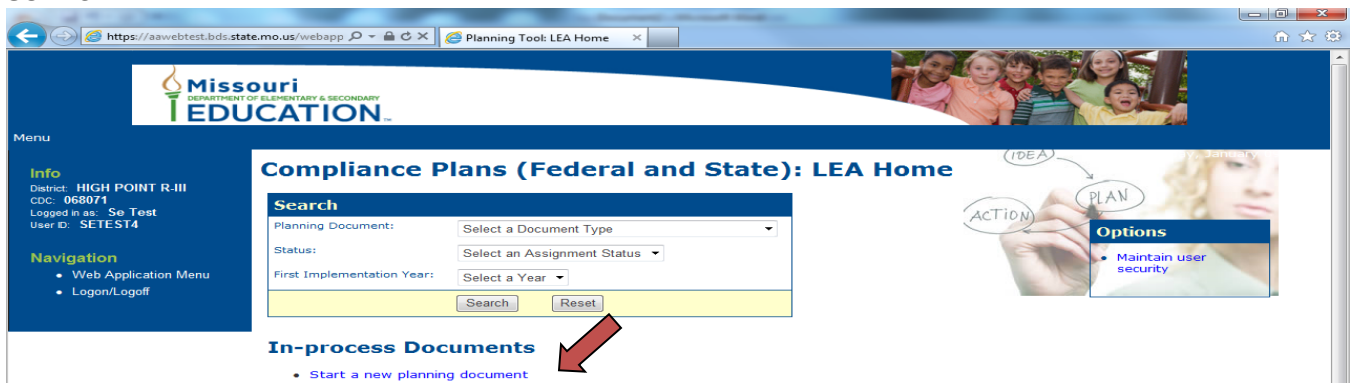 https://aawebtest.bds.state.mo.us/webapp
Planning Tool: LEA Home
Missouri
DEPARTMENT OF ELEMENTARY & SECONDARY
EDUCATION
Menu
Info
District: HIGH POINT R-III
CDC: 068071
Logged in as: Se Test
User ID: SETEST4
Navigation
• Web Application Menu
• Logon/Logoff
Compliance Plans (Federal and State): LEA Home
Search
Planning Document: Select a Document Type
Status: Select an Assignment Status
First Implementation Year: Select a Year
Search Reset
In-process Documents
• Start a new planning document
IDEA
PLAN
ACTION
Options
• Maintain user
security